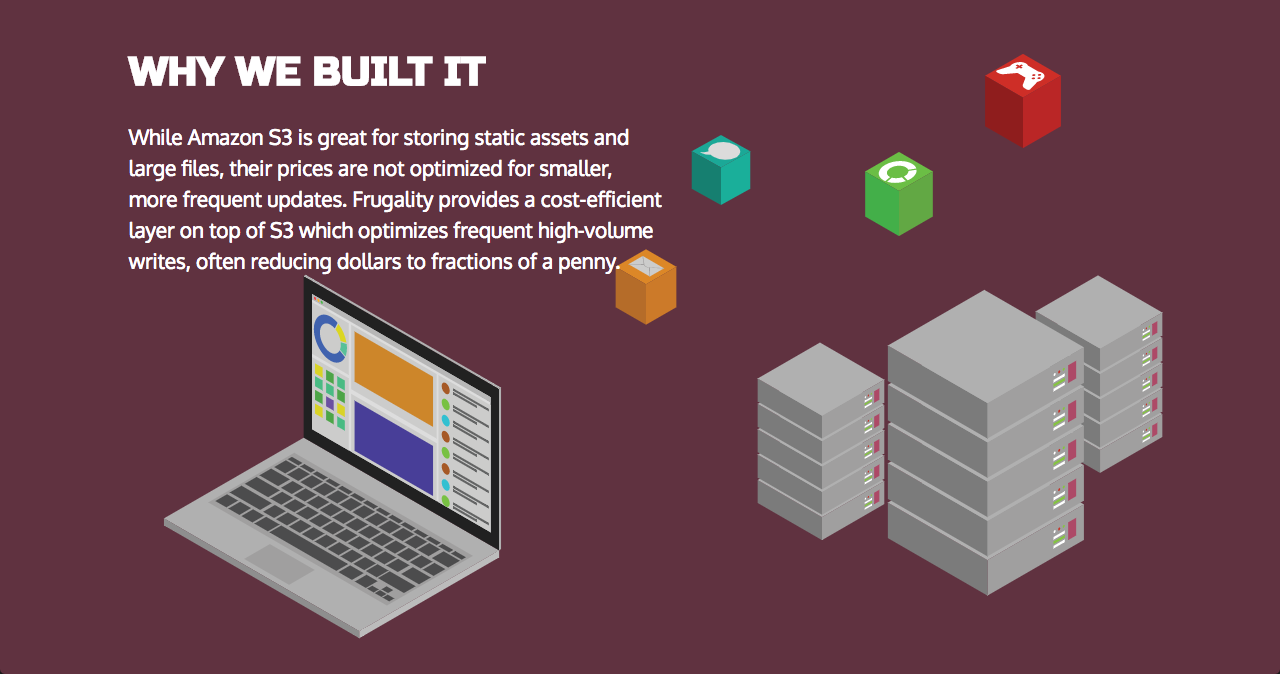 WHY WE BUILT IT
While Amazon S3 is great for storing static assets and
large files, their prices are not optimized for smaller,
more frequent updates. Frugality provides a cost-efficient
layer on top of S3 which optimizes frequent high-volume
writes, often reducing dollars to fractions of a penny.